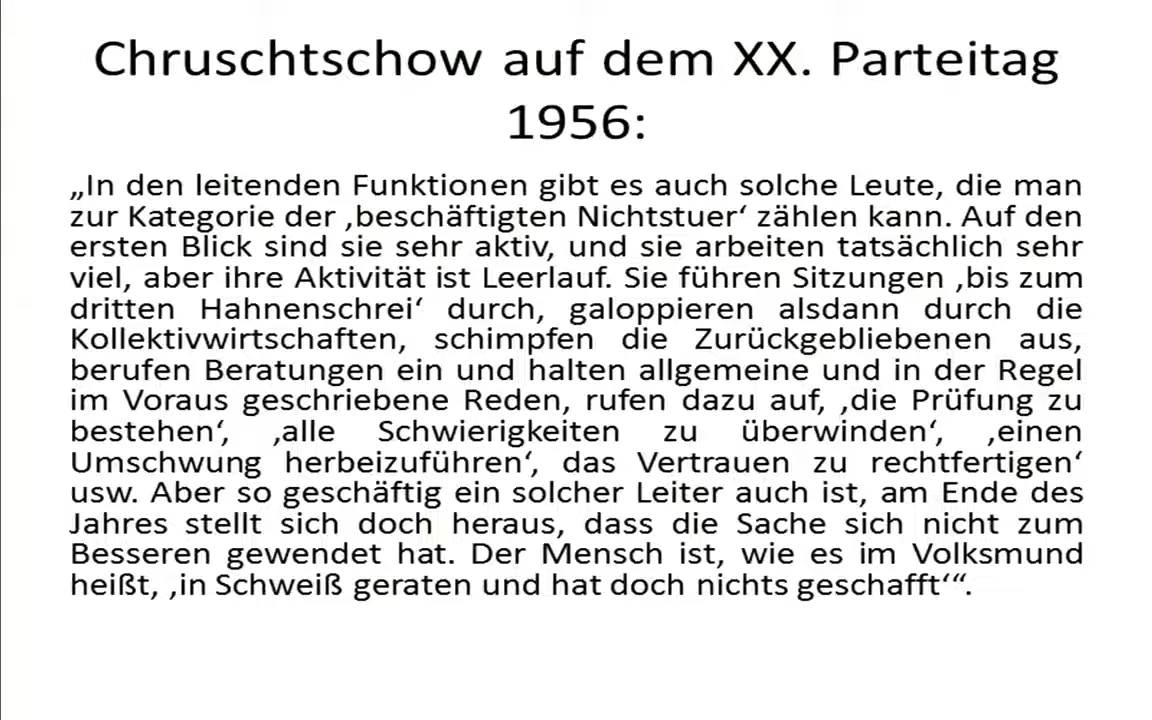 Chruschtschow auf dem XX. Parteitag
1956:
„In den leitenden Funktionen gibt es auch solche Leute, die man
zur Kategorie der ‚beschäftigten Nichtstuer‘ zählen kann. Auf den
ersten Blick sind sie sehr aktiv, und sie arbeiten tatsächlich sehr
viel, aber ihre Aktivität ist Leerlauf. Sie führen Sitzungen ‚bis zum
dritten Hahnenschrei‘ durch, galoppieren alsdann durch die
Kollektivwirtschaften, schimpfen die Zurückgebliebenen aus,
berufen Beratungen ein und halten allgemeine und in der Regel
im Voraus geschriebene Reden, rufen dazu auf, ‚die Prüfung zu
bestehen‘, ‚alle Schwierigkeiten zu überwinden‘, ‚einen
Umschwung herbeizuführen‘, das Vertrauen zu rechtfertigen‘
usw. Aber so geschäftig ein solcher Leiter auch ist, am Ende des
Jahres stellt sich doch heraus, dass die Sache sich nicht zum
Besseren gewendet hat. Der Mensch ist, wie es im Volksmund
heißt, ‚in Schweiß geraten und hat doch nichts geschafft‘“.